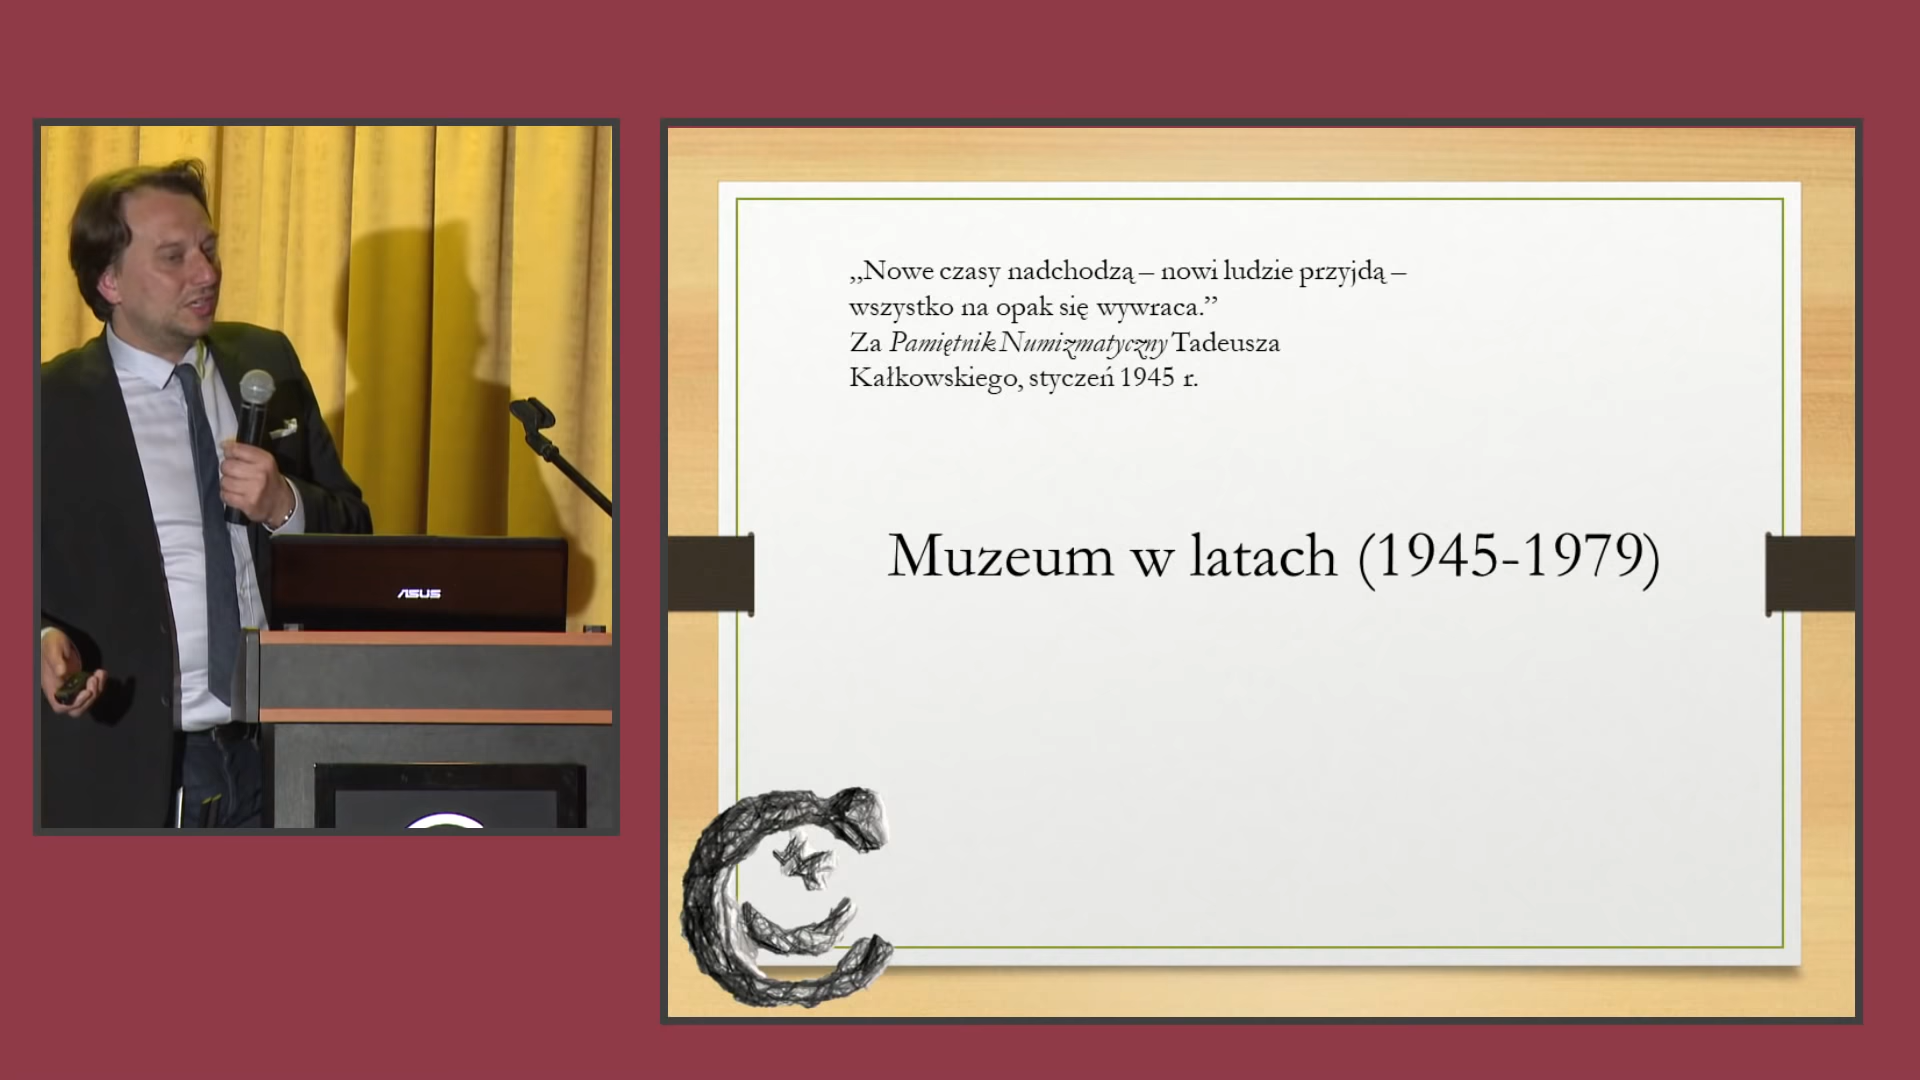 ASUS
„Nowe czasy nadchodzą – nowi ludzie przyjdą –
wszystko na opak się wywraca.”
Za Pamiętnik Numizmatyczny Tadeusza
Kałkowskiego, styczeń 1945 r.
Muzeum w latach (1945-1979)